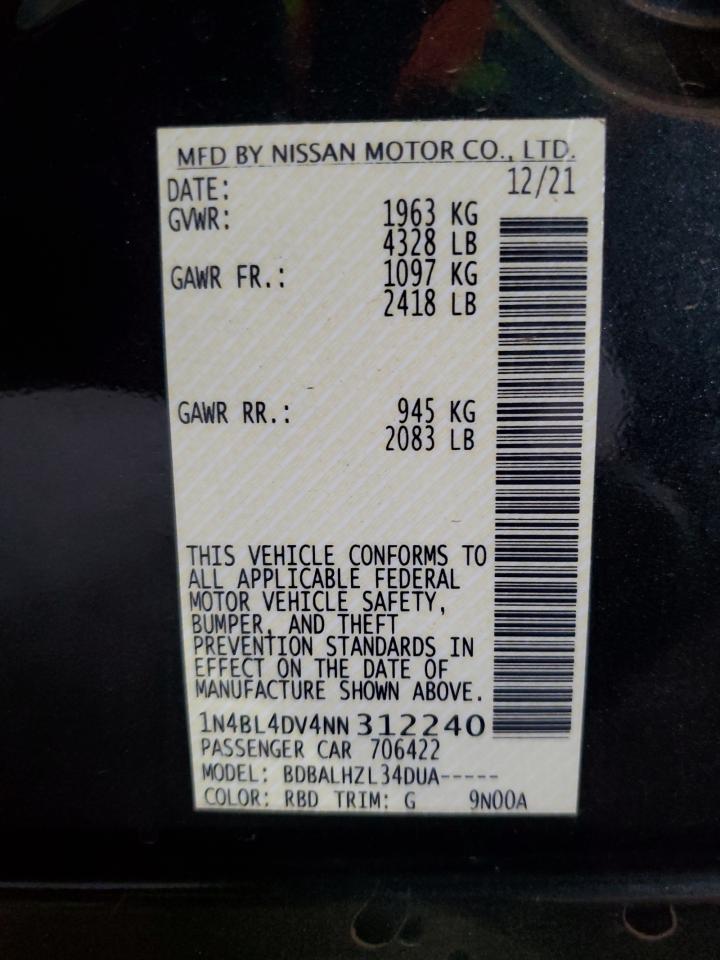 MFD BY NISSAN MOTOR CO., LTD.
DATE: 12/21
GVWR: 1963 KG
4328 LB
GAWR FR.: 1097 KG
2418 LB
GAWR RR.: 945 KG
2083 LB
THIS VEHICLE CONFORMS TO
ALL APPLICABLE FEDERAL
MOTOR VEHICLE SAFETY,
BUMPER, AND THEFT
PREVENTION STANDARDS IN
EFFECT ON THE DATE OF
MANUFACTURE SHOWN ABOVE.
1N4BL4DV4NN312240
PASSENGER CAR 706422
MODEL: BDBALHZL34DUA-----
COLOR: RBD TRIM: G 9N00A